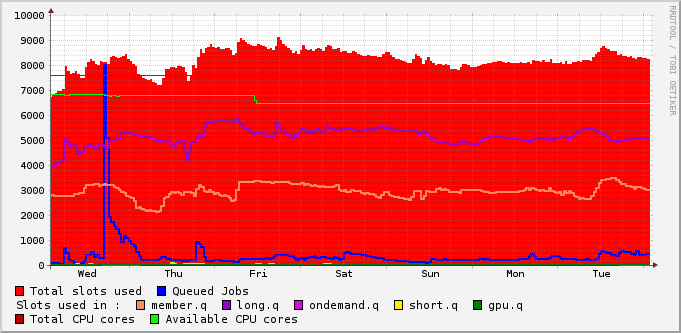 10000
9000
8000
7000
6000
5000
4000
3000
2000
1000
0
Wed Thu Fri Sat Sun Mon Tue
Total slots used Queued Jobs
Slots used in : member.q long.q ondemand.q short.q gpu.q
Total CPU cores Available CPU cores
RRDTOOL / TOBI OETIKER